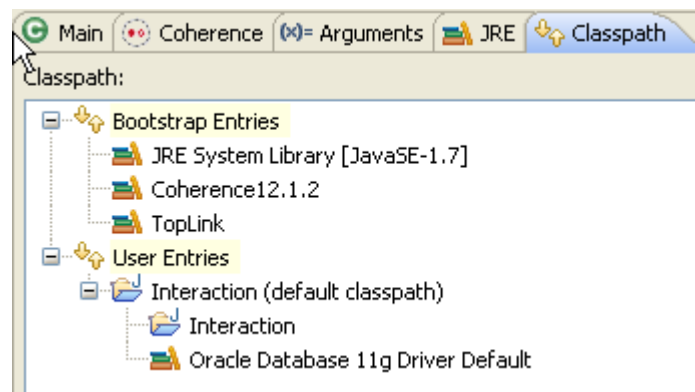 Main Coherence (x)= Arguments JRE Classpath
Classpath:
Bootstrap Entries
JRE System Library [JavaSE-1.7]
Coherence12.1.2
TopLink
User Entries
Interaction (default classpath)
Interaction
Oracle Database 11g Driver Default